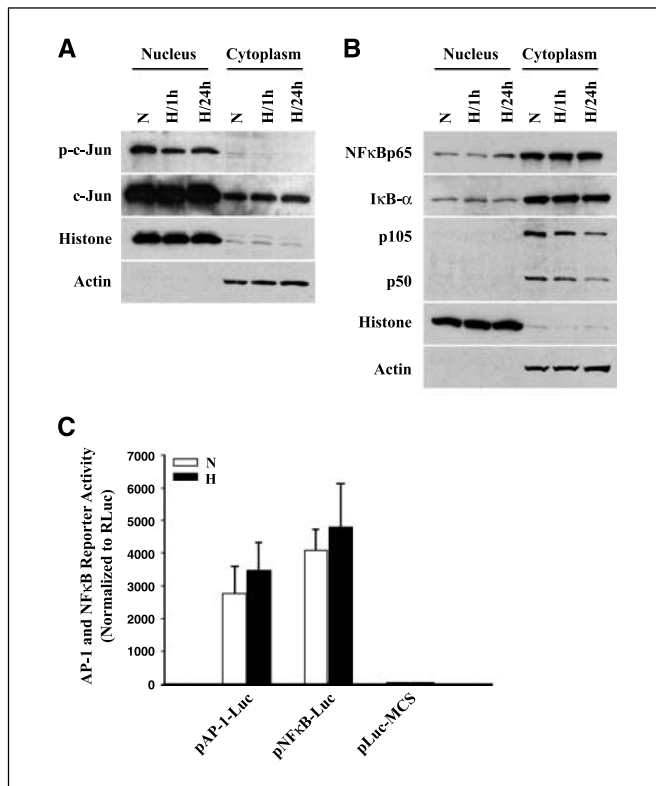 A
Nucleus Cytoplasm
N H/1h H/24h N H/1h H/24h
p-c-Jun
c-Jun
Histone
Actin
B
Nucleus Cytoplasm
N H/1h H/24h N H/1h H/24h
NFκBp65
IκB-α
p105
p50
Histone
Actin
C
AP-1 and NFκB Reporter Activity
(Normalized to RLuc)
7000
6000
5000
4000
3000
2000
1000
0
N
H
pAP-1-Luc
pNFκB-Luc
pLuc-MCS